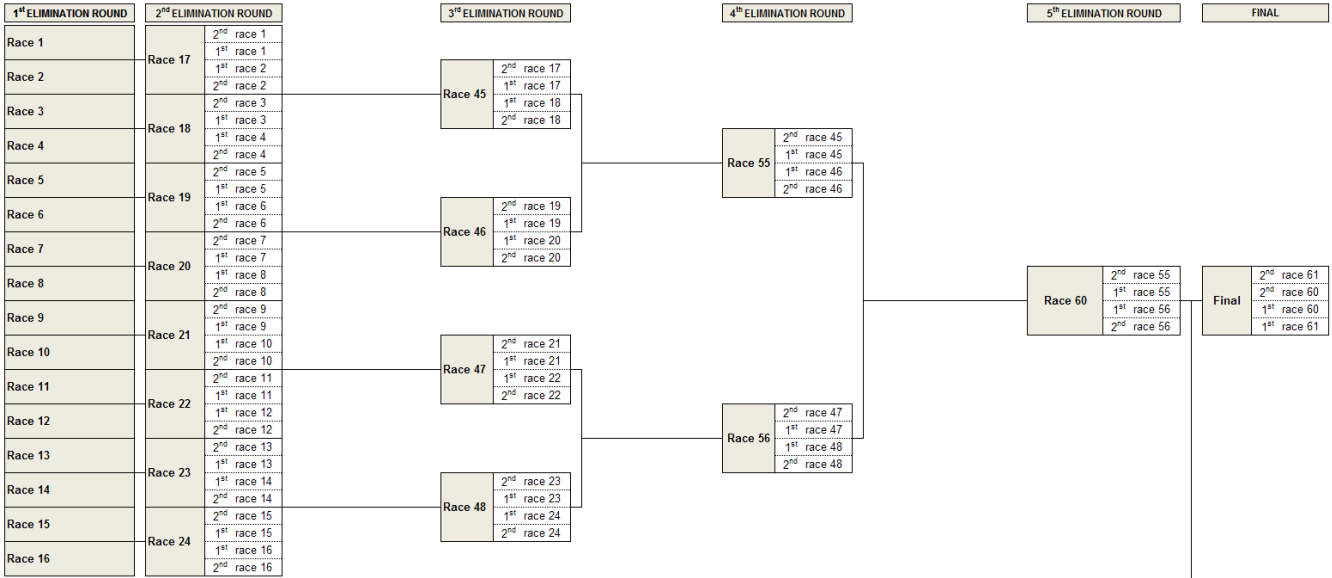 1st ELIMINATION ROUND
2nd ELIMINATION ROUND
3rd ELIMINATION ROUND
4th ELIMINATION ROUND
5th ELIMINATION ROUND
FINAL
Race 1
Race 2
Race 3
Race 4
Race 5
Race 6
Race 7
Race 8
Race 9
Race 10
Race 11
Race 12
Race 13
Race 14
Race 15
Race 16
Race 17
2nd race 1
1st race 1
1st race 2
2nd race 2
Race 18
2nd race 3
1st race 3
1st race 4
2nd race 4
Race 19
2nd race 5
1st race 5
1st race 6
2nd race 6
Race 20
2nd race 7
1st race 7
1st race 8
2nd race 8
Race 21
2nd race 9
1st race 9
1st race 10
2nd race 10
Race 22
2nd race 11
1st race 11
1st race 12
2nd race 12
Race 23
2nd race 13
1st race 13
1st race 14
2nd race 14
Race 24
2nd race 15
1st race 15
1st race 16
2nd race 16
Race 45
2nd race 17
1st race 17
1st race 18
2nd race 18
Race 46
2nd race 19
1st race 19
1st race 20
2nd race 20
Race 47
2nd race 21
1st race 21
1st race 22
2nd race 22
Race 48
2nd race 23
1st race 23
1st race 24
2nd race 24
Race 55
2nd race 45
1st race 45
1st race 46
2nd race 46
Race 56
2nd race 47
1st race 47
1st race 48
2nd race 48
Race 60
2nd race 55
1st race 55
1st race 56
2nd race 56
Final
2nd race 61
2nd race 60
1st race 60
1st race 61